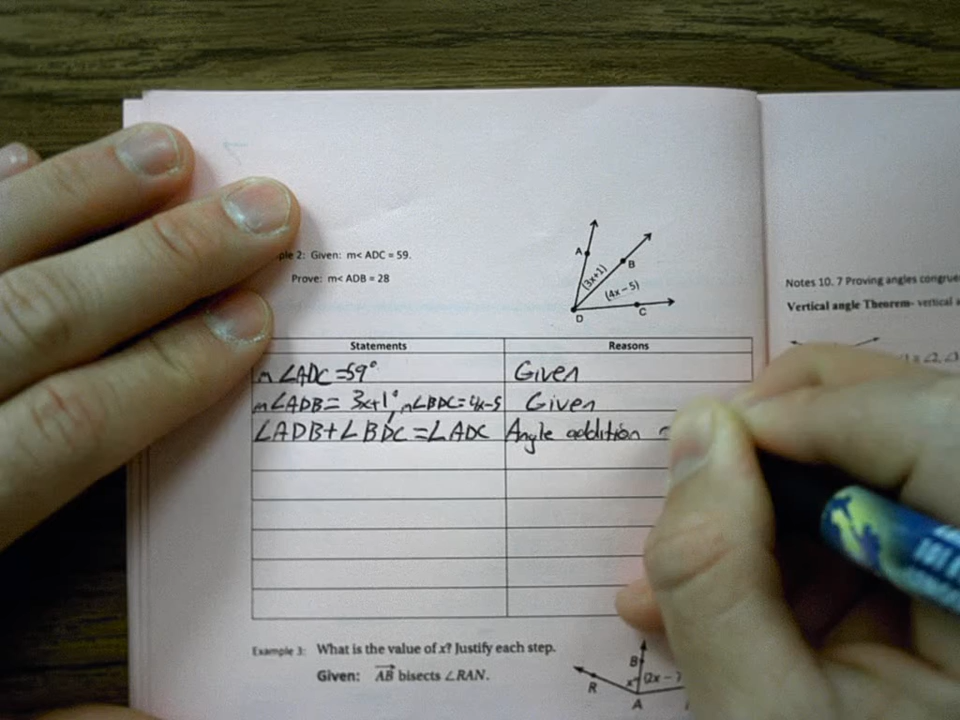 ple 2: Given: m< ADC = 59.
Prove: m< ADB = 28
A
B
(3x+1)
(4x – 5)
D
C
Statements Reasons
m∠ADC=59° Given
m∠ADB= 3x+1°, m∠BDC=4x-5 Given
∠ADB+∠BDC=∠ADC Angle addition
Example 3: What is the value of x? Justify each step.
Given: AB bisects ∠RAN.
B
R
x°
(2x –
A
Notes 10. 7 Proving angles congrue
Vertical angle Theorem- vertical a